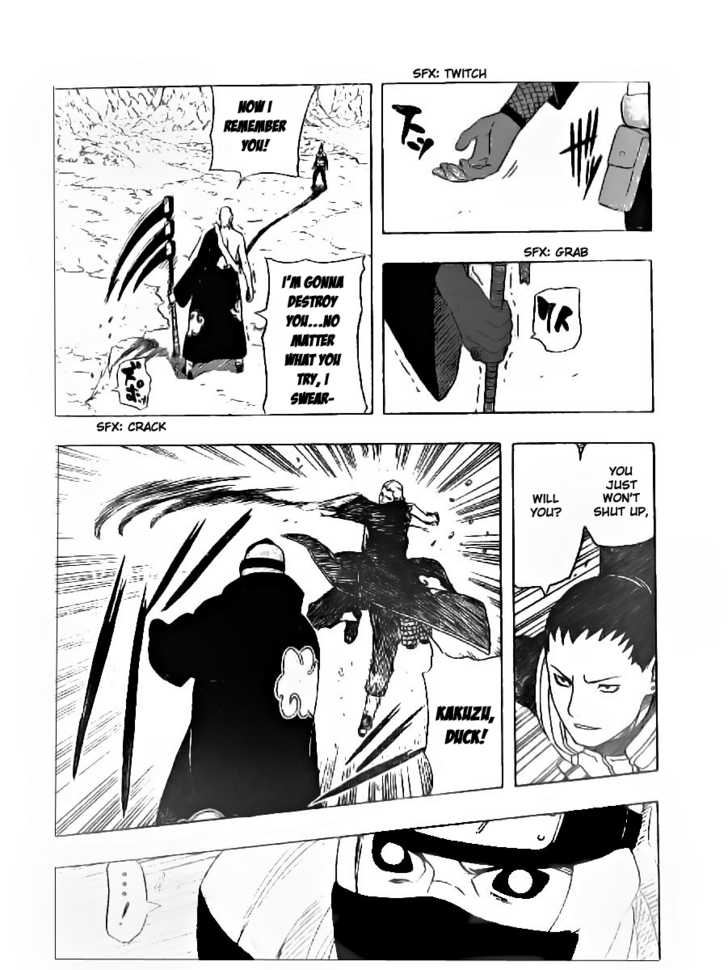 SFX: TWITCH
NOW I
REMEMBER
YOU!
SFX: GRAB
I'M GONNA
DESTROY
YOU...NO
MATTER
WHAT YOU
TRY, I
SWEAR-
SFX: CRACK
YOU
JUST
WON'T
SHUT UP,
WILL
YOU?
KAKUZU,
DUCK!
....!